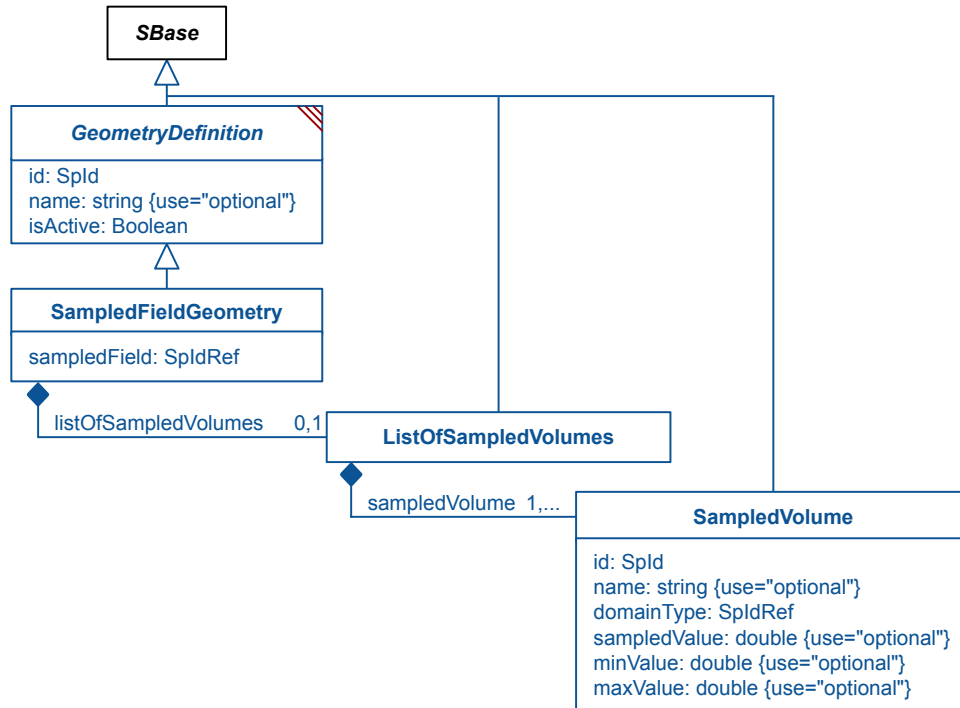 SBase
GeometryDefinition
id: SpId
name: string {use="optional"}
isActive: Boolean
SampledFieldGeometry
sampledField: SpIdRef
listOfSampledVolumes 0,1
ListOfSampledVolumes
sampledVolume 1,...
SampledVolume
id: SpId
name: string {use="optional"}
domainType: SpIdRef
sampledValue: double {use="optional"}
minValue: double {use="optional"}
maxValue: double {use="optional"}